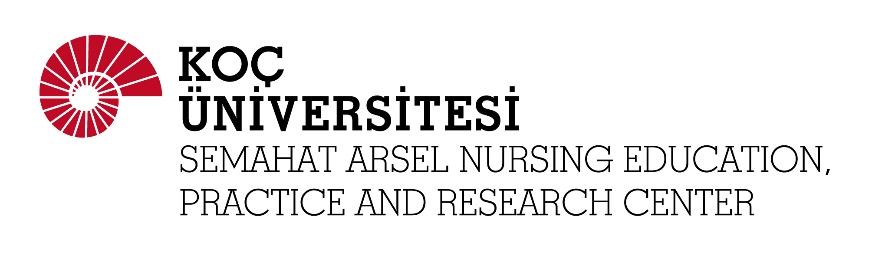 KOÇ
ÜNİVERSİTESİ
SEMAHAT ARSEL NURSING EDUCATION,
PRACTICE AND RESEARCH CENTER